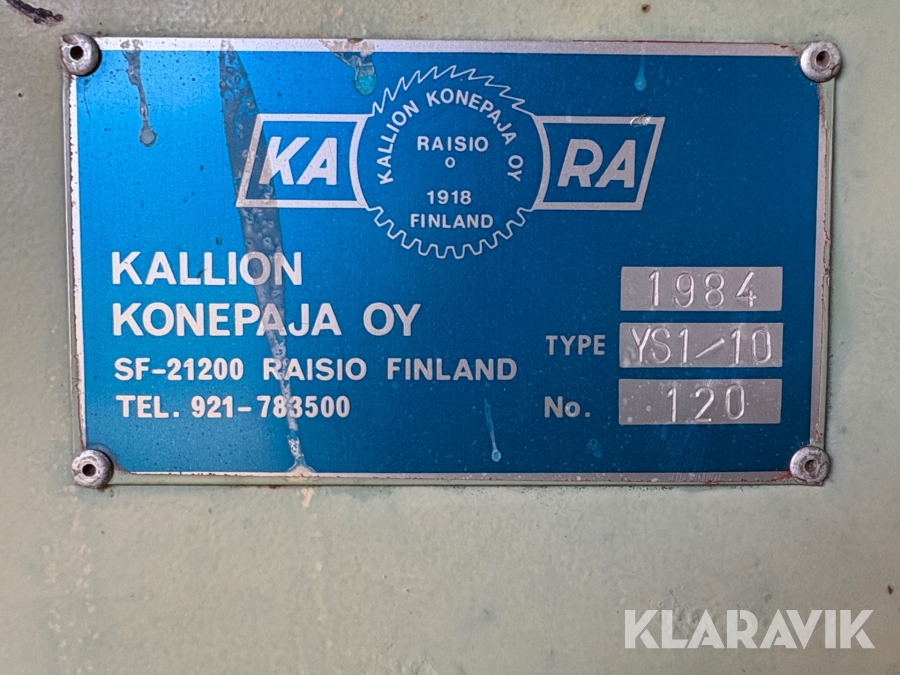 KA
RA
KALLION KONEPAJA OY
RAISIO
1918
FINLAND
KALLION
KONEPAJA OY
SF-21200 RAISIO FINLAND
TEL. 921-783500
1984
TYPE YS1/10
No. 120
KLARAVIK